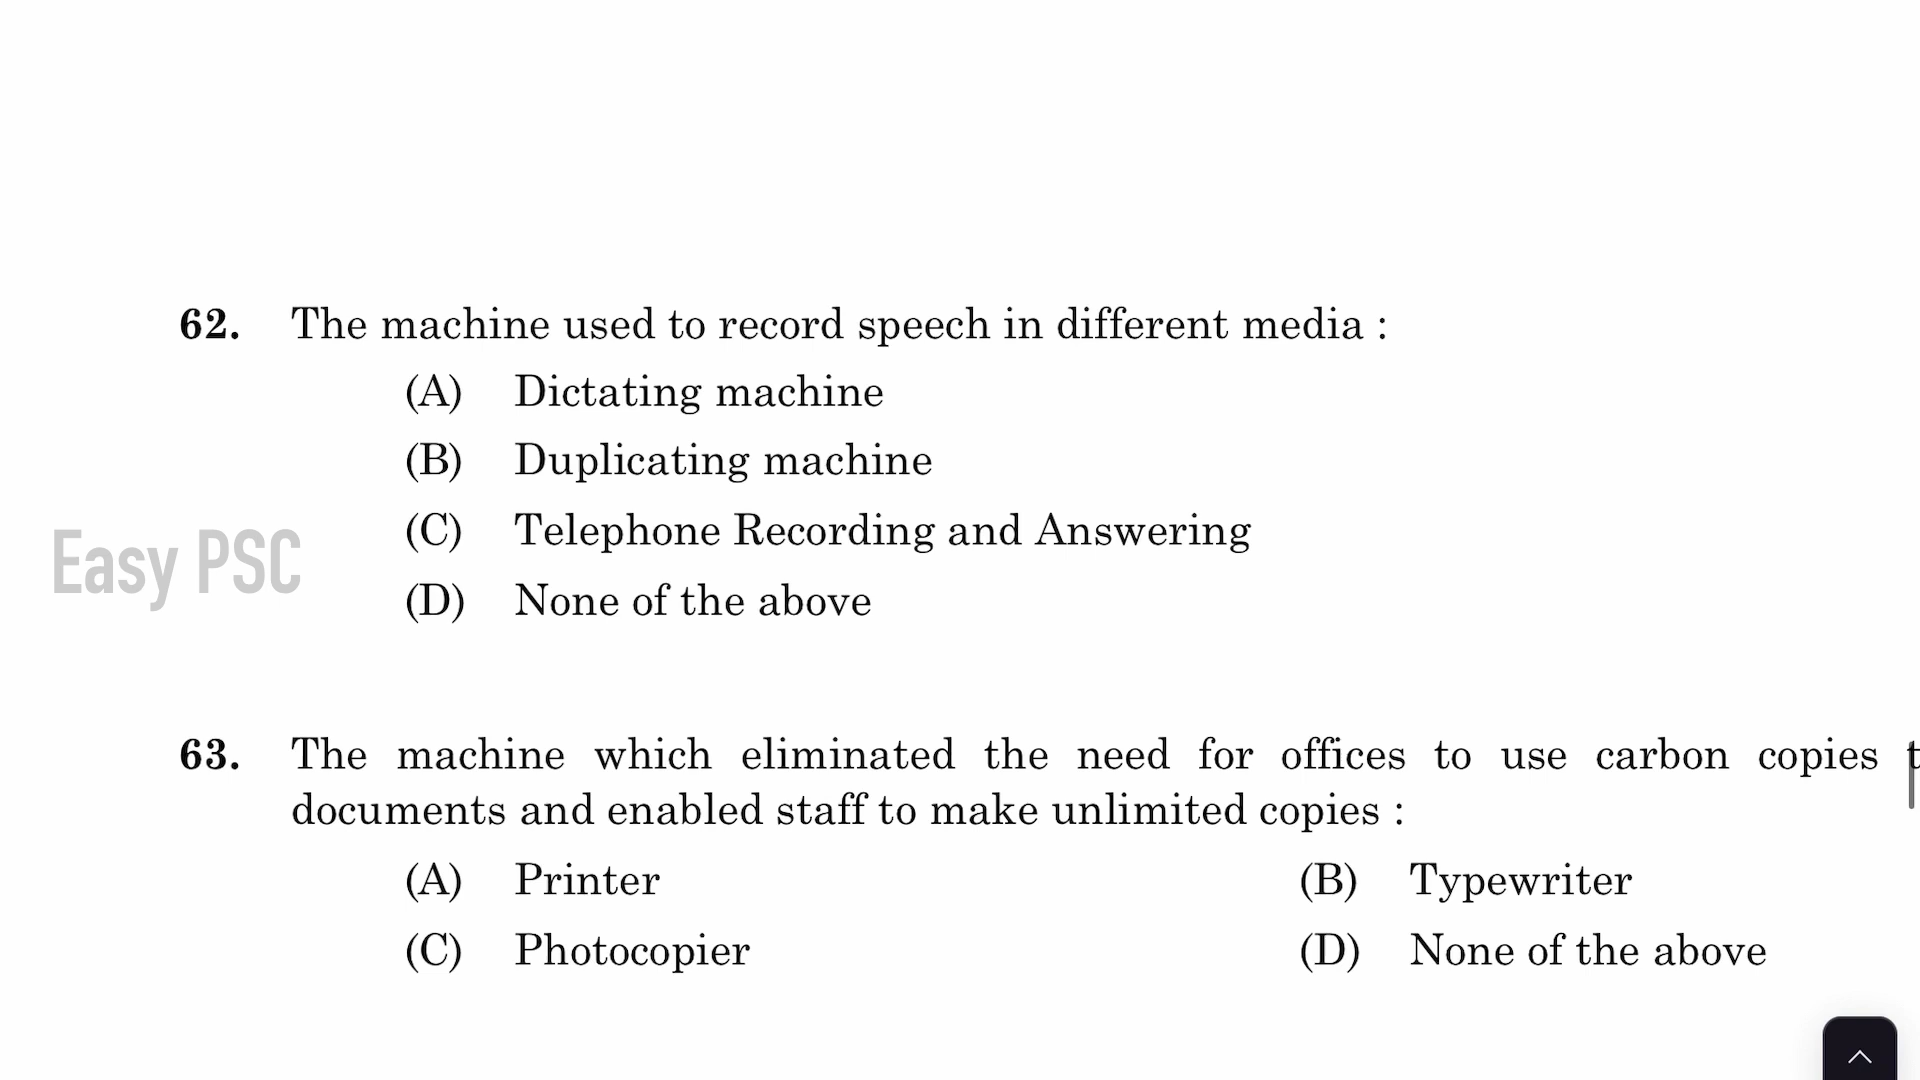 62. The machine used to record speech in different media :
(A) Dictating machine
(B) Duplicating machine
(C) Telephone Recording and Answering
Easy PSC
(D) None of the above
63. The machine which eliminated the need for offices to use carbon copies
documents and enabled staff to make unlimited copies :
(A) Printer (B) Typewriter
(C) Photocopier (D) None of the above